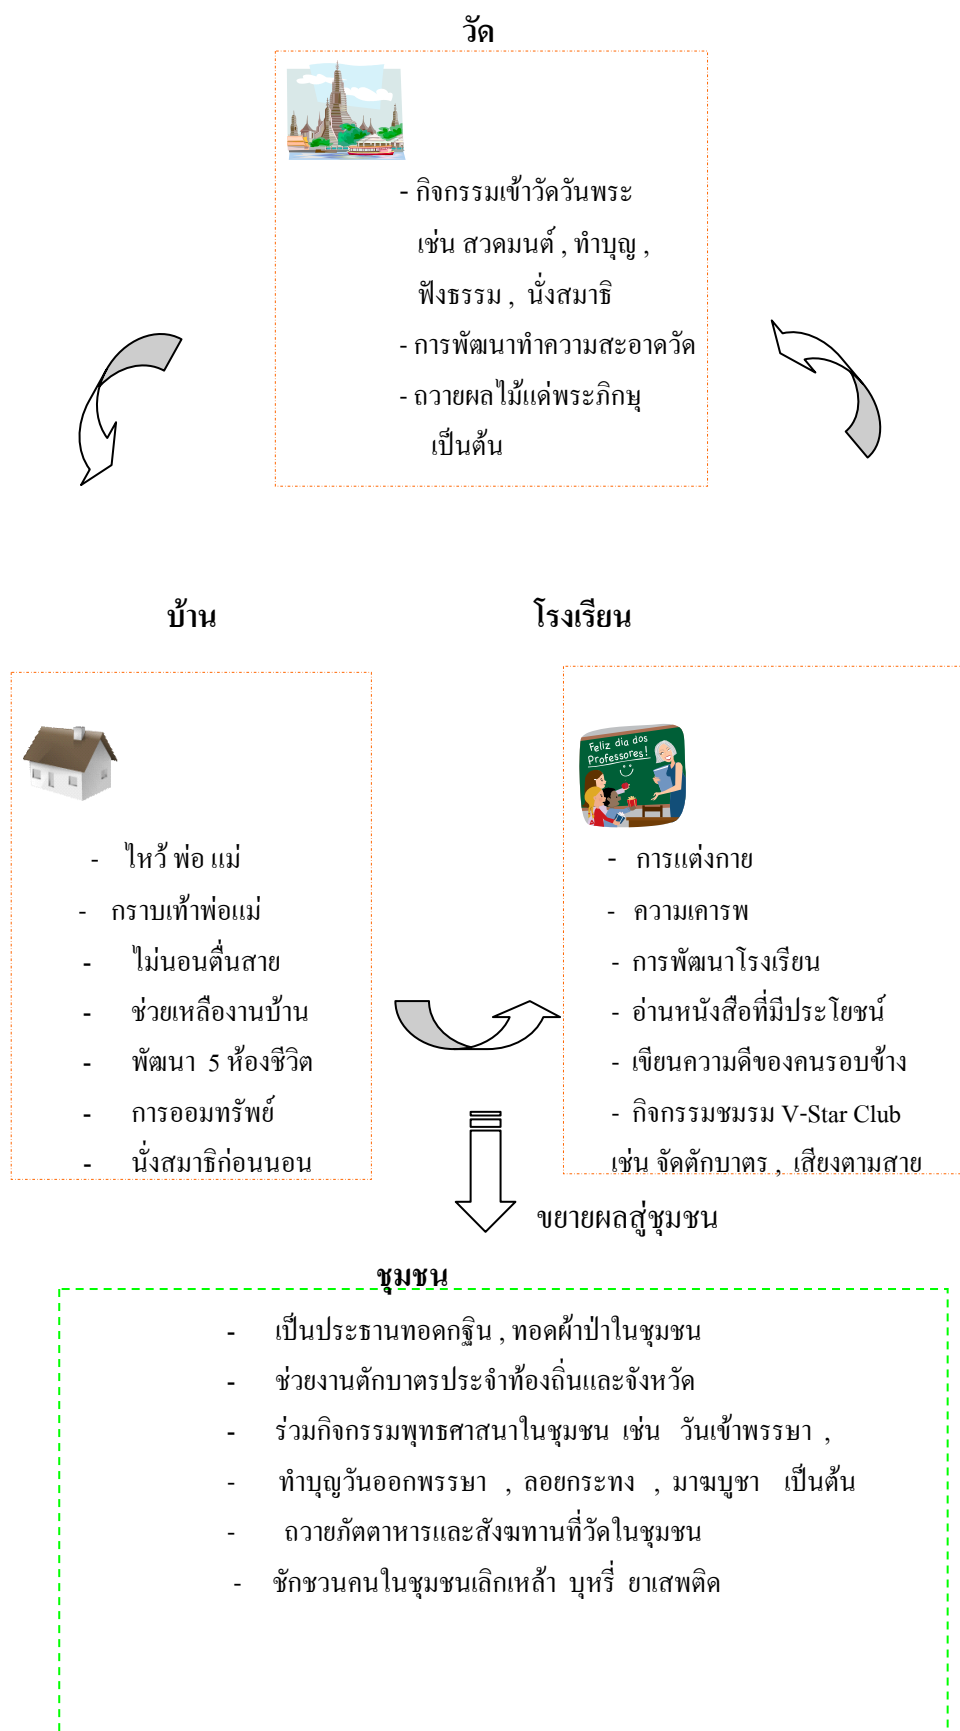 วัด
- กิจกรรมเข้าวัดวันพระ
เช่น สวดมนต์ , ทำบุญ ,
ฟังธรรม , นั่งสมาธิ
- การพัฒนาทำความสะอาดวัด
- ถวายผลไม้แด่พระภิกษุ
เป็นต้น
บ้าน
- ไหว้ พ่อ แม่
- กราบเท้าพ่อแม่
- ไม่นอนตื่นสาย
- ช่วยเหลืองานบ้าน
- พัฒนา 5 ห้องชีวิต
- การออมทรัพย์
- นั่งสมาธิก่อนนอน
โรงเรียน
Feliz dia dos
Professores!
- การแต่งกาย
- ความเคารพ
- การพัฒนาโรงเรียน
- อ่านหนังสือที่มีประโยชน์
- เขียนความดีของคนรอบข้าง
- กิจกรรมชมรม V-Star Club
เช่น จัดตักบาตร , เสียงตามสาย
ขยายผลสู่ชุมชน
ชุมชน
- เป็นประธานทอดกฐิน , ทอดผ้าป่าในชุมชน
- ช่วยงานตักบาตรประจำท้องถิ่นและจังหวัด
- ร่วมกิจกรรมพุทธศาสนาในชุมชน เช่น วันเข้าพรรษา ,
- ทำบุญวันออกพรรษา , ลอยกระทง , มาฆบูชา เป็นต้น
- ถวายภัตตาหารและสังฆทานที่วัดในชุมชน
- ชักชวนคนในชุมชนเลิกเหล้า บุหรี่ ยาเสพติด